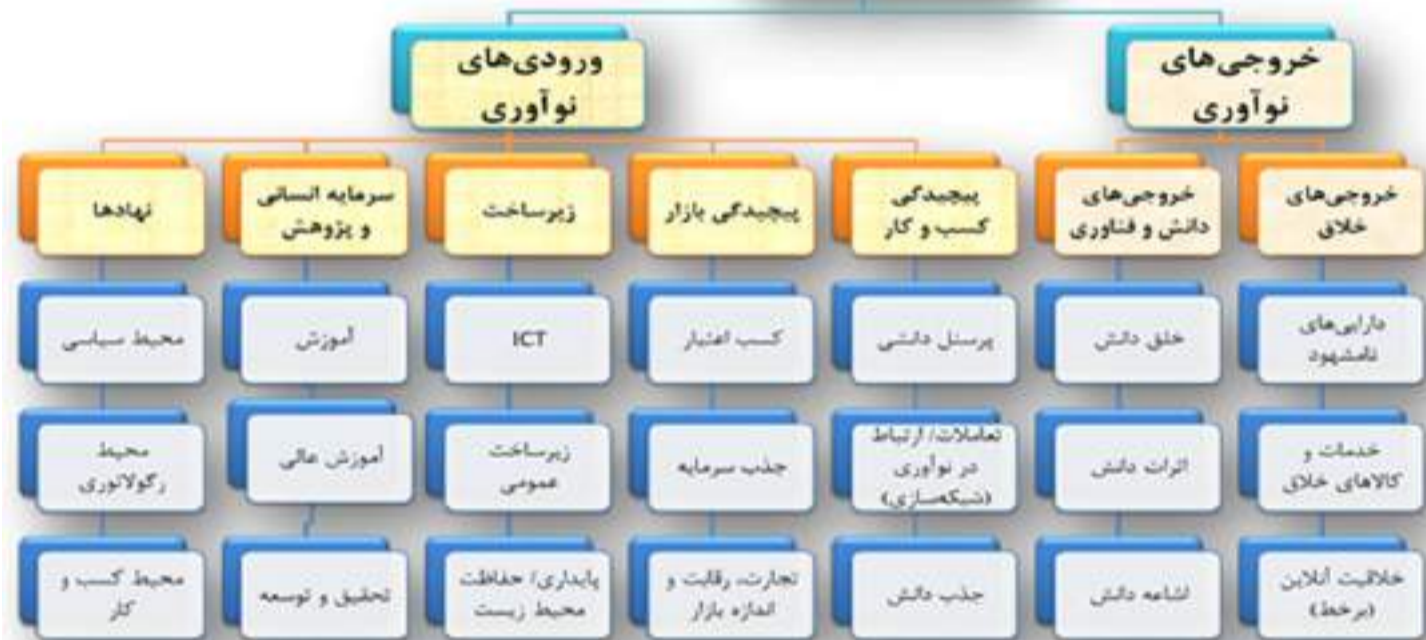 خروجی‌های
نوآوری
ورودی‌های
نوآوری
خروجی‌های
خلاق
خروجی‌های
دانش و فناوری
پیچیدگی
کسب و کار
پیچیدگی بازار
زیرساخت
سرمایه انسانی
و پژوهش
نهادها
دارایی‌های
نامشهود
خلق دانش
پرسنل دانشی
کسب اعتبار
ICT
آموزش
محیط سیاسی
خدمات و
کالاهای خلاق
اثرات دانش
تعاملات/ ارتباط
در نوآوری
(شبکه‌سازی)
جذب سرمایه
زیرساخت
عمومی
آموزش عالی
محیط
رگولاتوری
خلاقیت آنلاین
(برخط)
اشاعه دانش
جذب دانش
تجارت، رقابت و
اندازه بازار
پایداری/ حفاظت
محیط زیست
تحقیق و توسعه
محیط کسب و
کار